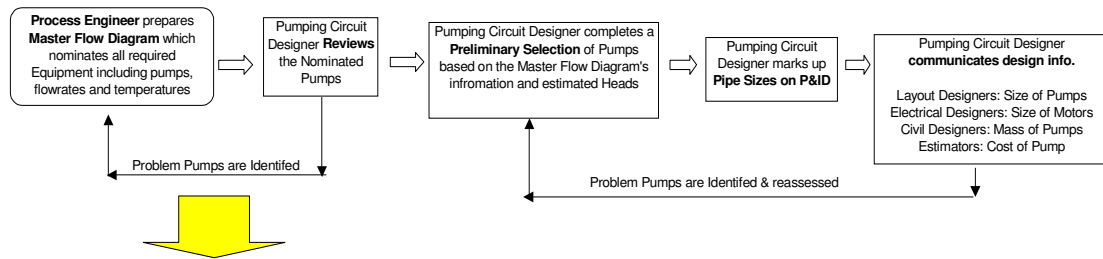 Process Engineer prepares
Master Flow Diagram which
nominates all required
Equipment including pumps,
flowrates and temperatures
Pumping Circuit
Designer Reviews
the Nominated
Pumps
Pumping Circuit Designer completes a
Preliminary Selection of Pumps
based on the Master Flow Diagram's
infromation and estimated Heads
Pumping Circuit
Designer marks up
Pipe Sizes on P&ID
Pumping Circuit Designer
communicates design info.
Layout Designers: Size of Pumps
Electrical Designers: Size of Motors
Civil Designers: Mass of Pumps
Estimators: Cost of Pump
Problem Pumps are Identifed
Problem Pumps are Identifed & reassessed